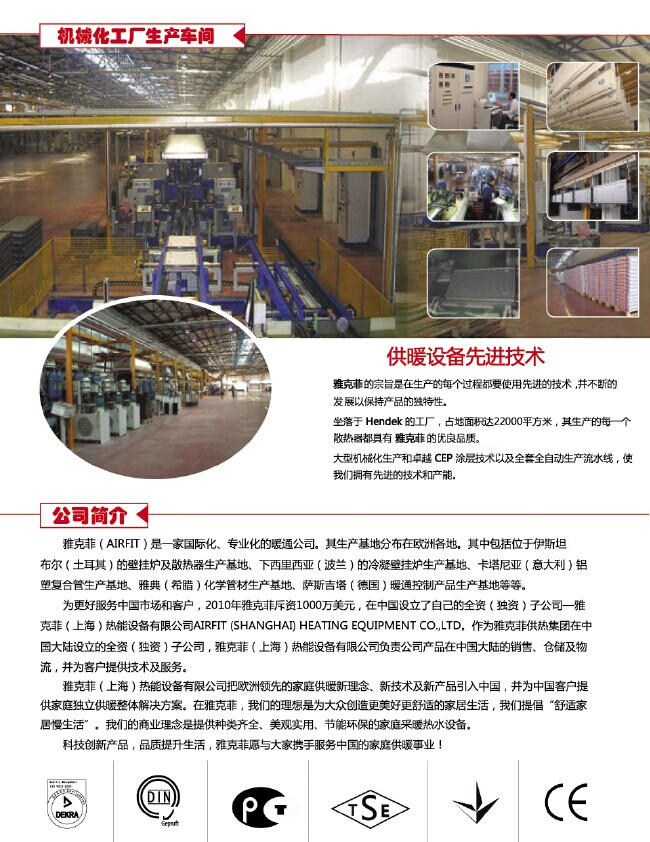 机械化工厂生产车间
供暖设备先进技术
雅克菲的宗旨是在生产的每个过程都要使用先进的技术,并不断的
发展以保持产品的独特性。
坐落于 Hendek 的工厂，占地面积达22000平方米，其生产的每一个
散热器都具有 雅克菲 的优良品质。
大型机械化生产和卓越 CEP 涂层技术以及全套全自动生产流水线，使
我们拥有先进的技术和产能。
公司简介
雅克菲（AIRFIT）是一家国际化、专业化的暖通公司。其生产基地分布在欧洲各地。其中包括位于伊斯坦
布尔（土耳其）的壁挂炉及散热器生产基地、下西里西亚（波兰）的冷凝壁挂炉生产基地、卡塔尼亚（意大利）铝
塑复合管生产基地、雅典（希腊）化学管材生产基地、萨斯吉塔（德国）暖通控制产品生产基地等等。
为更好服务中国市场和客户，2010年雅克菲斥资1000万美元，在中国设立了自己的全资（独资）子公司—雅
克菲（上海）热能设备有限公司AIRFIT (SHANGHAI) HEATING EQUIPMENT CO.,LTD. 作为雅克菲供热集团在中
国大陆设立的全资（独资）子公司，雅克菲（上海）热能设备有限公司负责公司产品在中国大陆的销售、仓储及物
流，并为客户提供技术及服务。
雅克菲（上海）热能设备有限公司把欧洲领先的家庭供暖新理念、新技术及新产品引入中国，并为中国客户提
供家庭独立供暖整体解决方案。在雅克菲，我们的理想是为大众创造更美好更舒适的家居生活，我们提倡“舒适家
居慢生活”。我们的商业理念是提供种类齐全、美观实用、节能环保的家庭采暖热水设备。
科技创新产品，品质提升生活，雅克菲愿与大家携手服务中国的家庭供暖事业！
DEKRA
DIN
Geprüft
PCT
TSE
CE